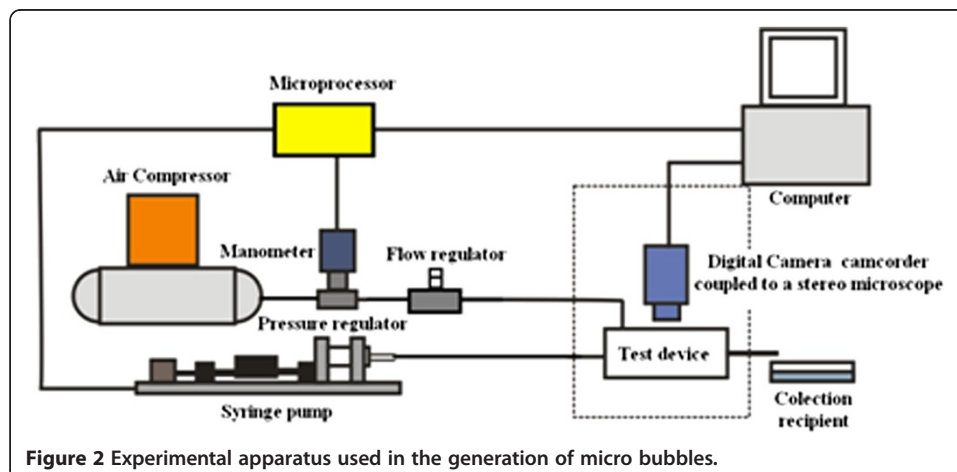 Microprocessor
Air Compressor
Computer
Manometer
Flow regulator
Digital Camera camcorder
coupled to a stereo microscope
Pressure regulator
Test device
Syringe pump
Colection
recipient
Figure 2 Experimental apparatus used in the generation of micro bubbles.